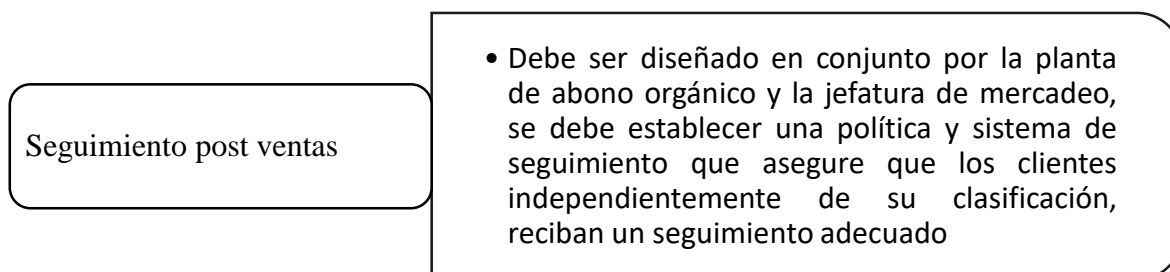 Seguimiento post ventas
• Debe ser diseñado en conjunto por la planta
de abono orgánico y la jefatura de mercadeo,
se debe establecer una política y sistema de
seguimiento que asegure que los clientes
independientemente de su clasificación,
reciban un seguimiento adecuado